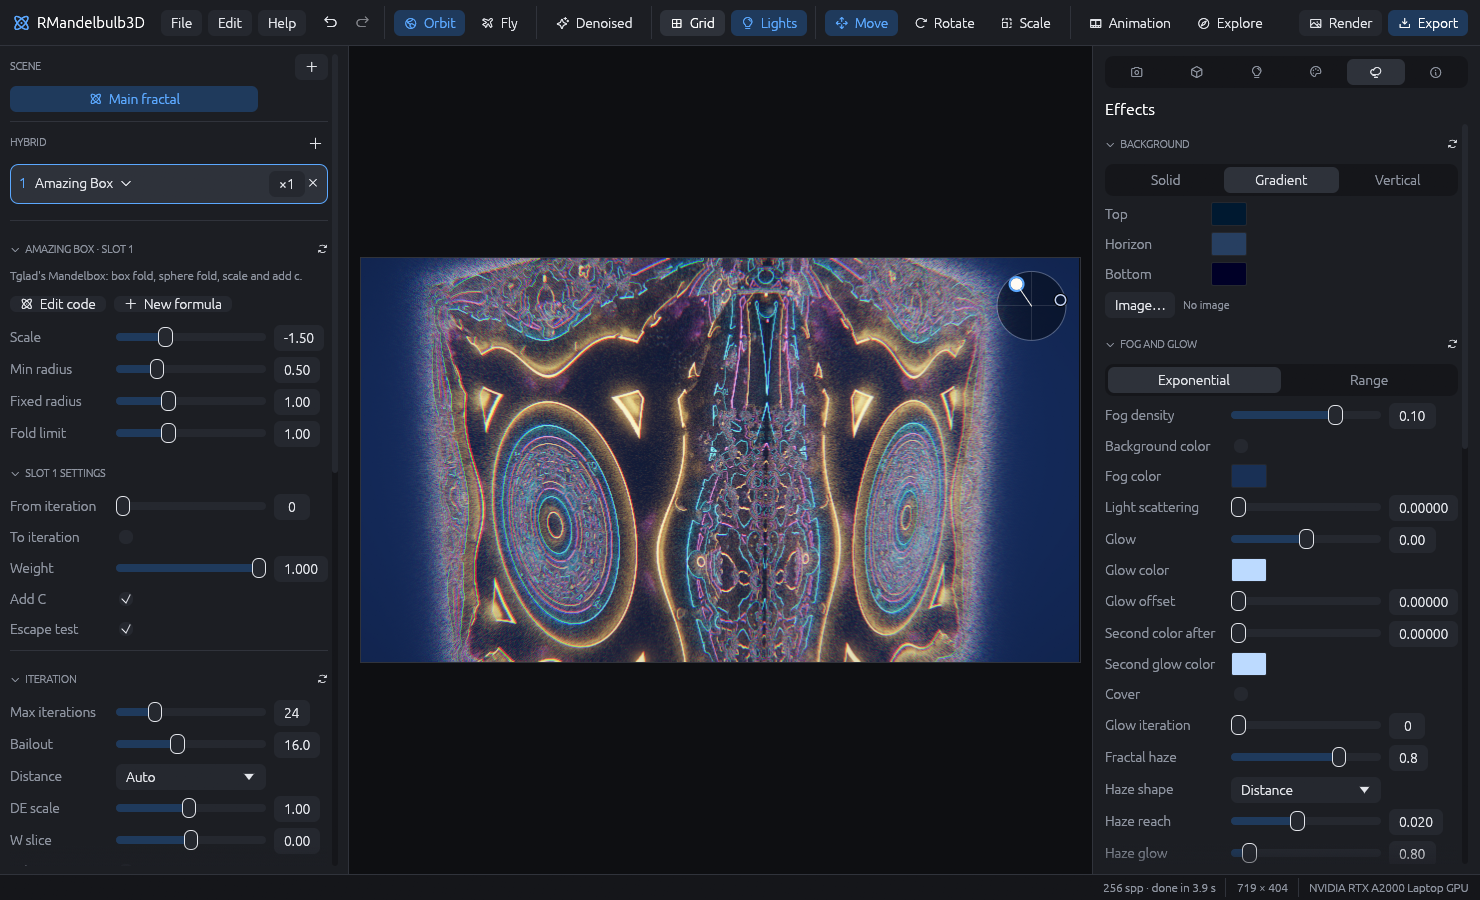 RMandelbulb3D File Edit Help Orbit Fly Denoised Grid Lights Move Rotate Scale Animation Explore Render Export
SCENE
Main fractal
HYBRID
1 Amazing Box ×1
AMAZING BOX · SLOT 1
Tglad's Mandelbox: box fold, sphere fold, scale and add c.
Edit code New formula
Scale -1.50
Min radius 0.50
Fixed radius 1.00
Fold limit 1.00
SLOT 1 SETTINGS
From iteration 0
To iteration
Weight 1.000
Add C
Escape test
ITERATION
Max iterations 24
Bailout 16.0
Distance Auto
DE scale 1.00
W slice 0.00
Effects
BACKGROUND
Solid Gradient Vertical
Top
Horizon
Bottom
Image... No image
FOG AND GLOW
Exponential Range
Fog density 0.10
Background color
Fog color
Light scattering 0.00000
Glow 0.00
Glow color
Glow offset 0.00000
Second color after 0.00000
Second glow color
Cover
Glow iteration 0
Fractal haze 0.8
Haze shape Distance
Haze reach 0.020
Haze glow 0.80
256 spp · done in 3.9 s 719 × 404 NVIDIA RTX A2000 Laptop GPU